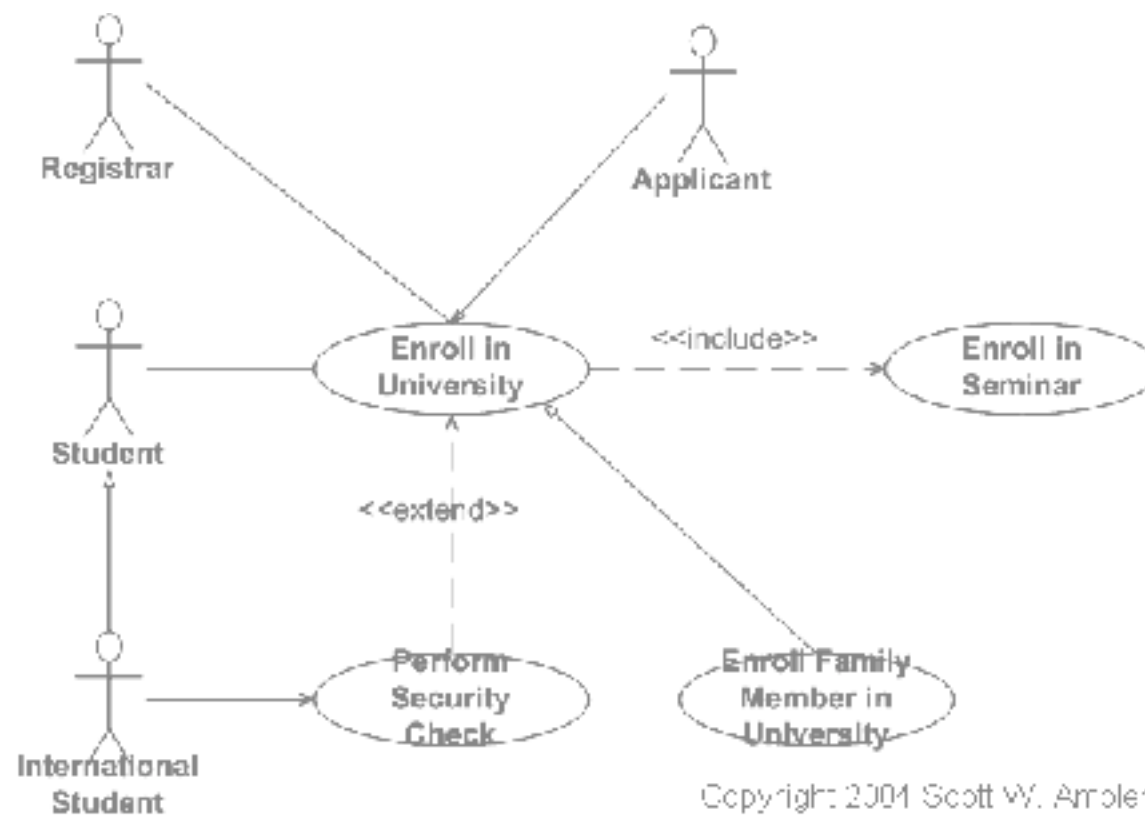 Registrar
Applicant
Enroll in
University
<<include>>
Enroll in
Seminar
Student
<<extend>>
Perform
Security
Check
Enroll Family
Member in
University
International
Student
Copyright 2004 Scott W. Ambler